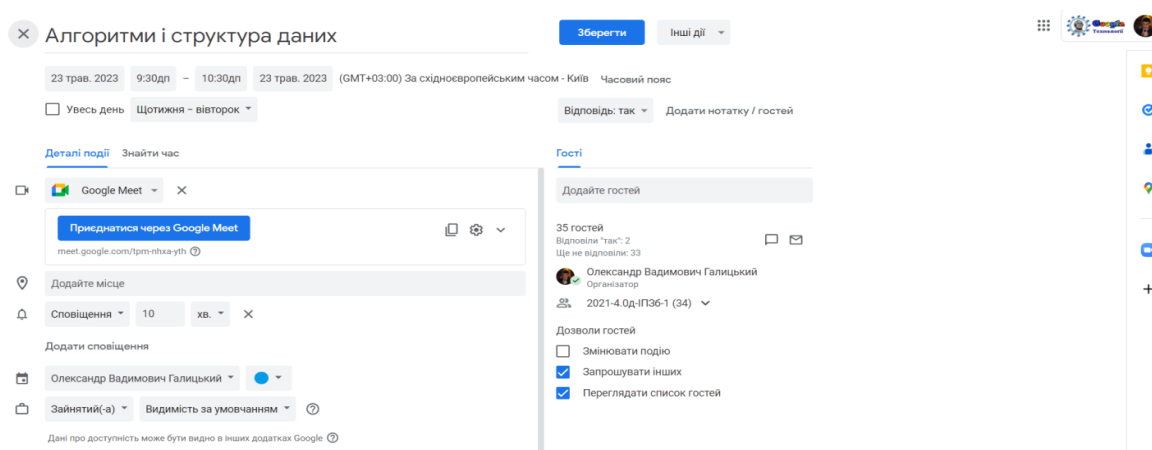 Алгоритми і структура даних
Зберегти
Інші дії
Google
Технології
23 трав. 2023 9:30дп – 10:30дп 23 трав. 2023 (GMT+03:00) За східноєвропейським часом - Київ Часовий пояс
Увесь день Щотижня – вівторок
Відповідь: так Додати нотатку / гостей
Деталі події Знайти час
Гості
Google Meet
Додайте гостей
Приєднатися через Google Meet
meet.google.com/tpm-nhxa-yth
35 гостей
Відповіли "так": 2
Ще не відповіли: 33
Олександр Вадимович Галицький
Організатор
2021-4.0д-ІПЗб-1 (34)
Додайте місце
Сповіщення 10 хв.
Додати сповіщення
Дозволи гостей
Змінювати подію
Запрошувати інших
Переглядати список гостей
Олександр Вадимович Галицький
Зайнятий(-а) Видимість за умовчанням
Дані про доступність може бути видно в інших додатках Google